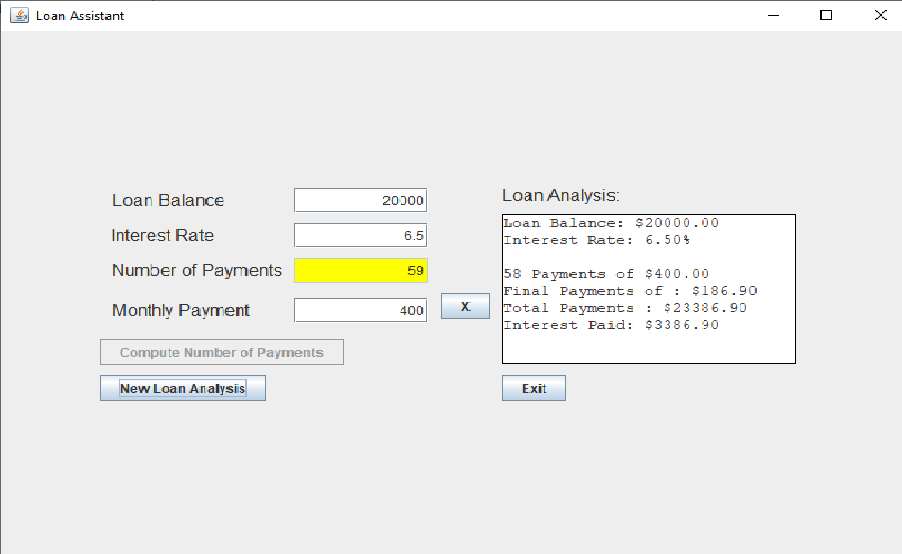 Loan Assistant
Loan Balance
20000
Interest Rate
6.5
Number of Payments
59
Monthly Payment
400
X
Compute Number of Payments
New Loan Analysis
Loan Analysis:
Loan Balance: $20000.00
Interest Rate: 6.50%
58 Payments of $400.00
Final Payments of : $186.90
Total Payments : $23386.90
Interest Paid: $3386.90
Exit